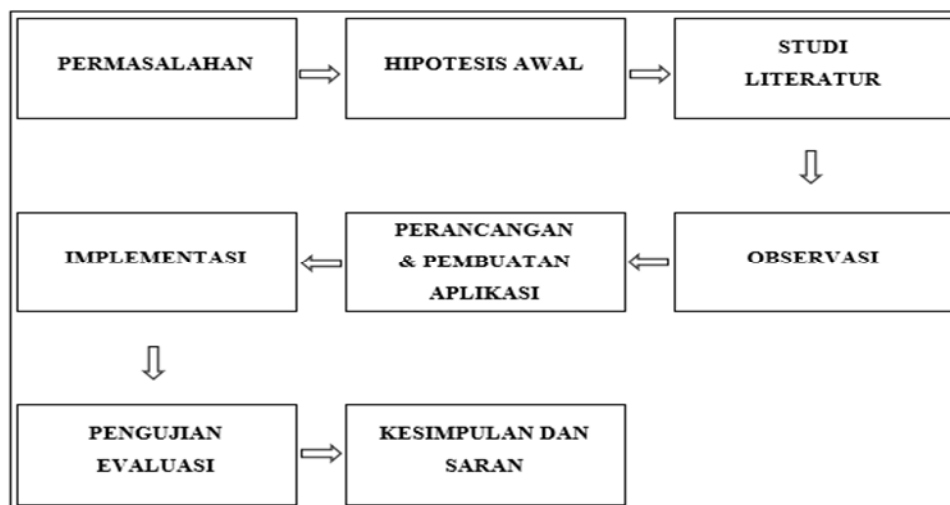 PERMASALAHAN
HIPOTESIS AWAL
STUDI
LITERATUR
OBSERVASI
PERANCANGAN
& PEMBUATAN
APLIKASI
IMPLEMENTASI
PENGUJIAN
EVALUASI
KESIMPULAN DAN
SARAN